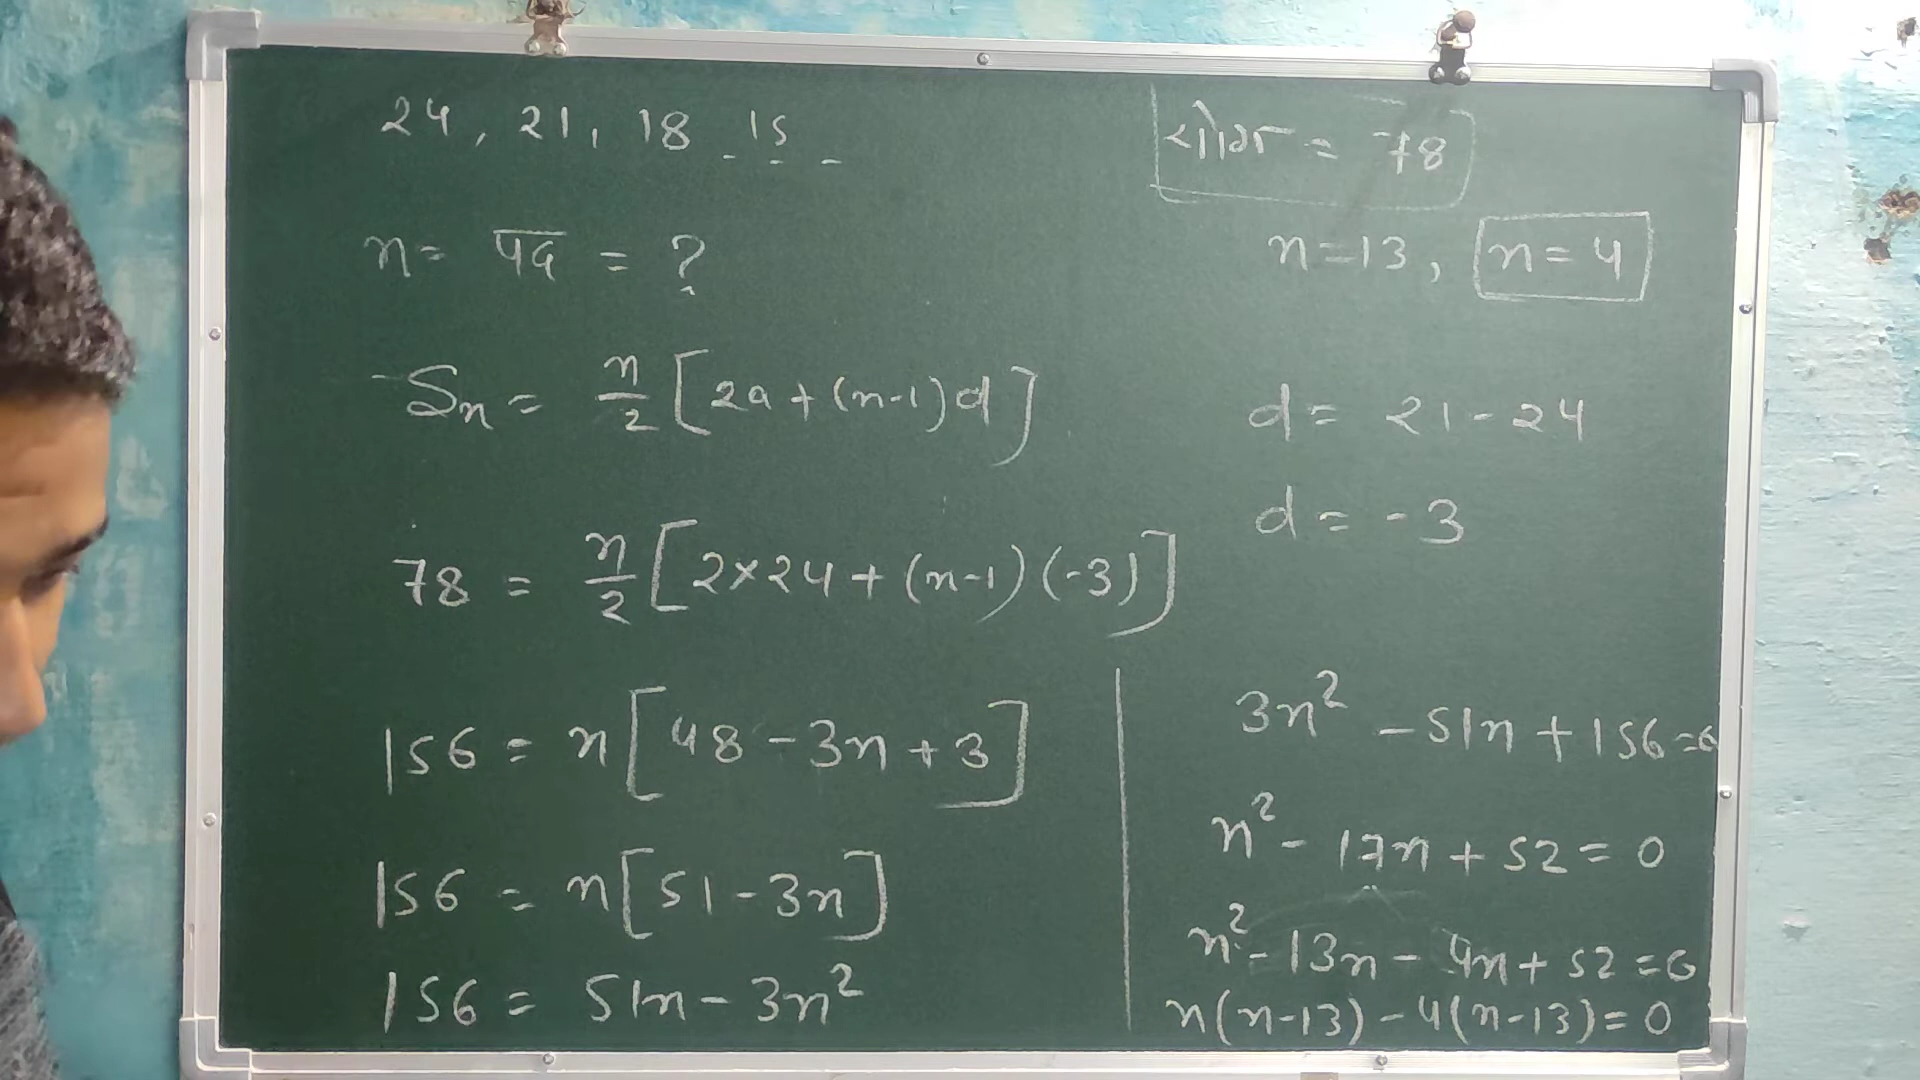 24, 21, 18 15 - - -
योग = 78
n = पद = ?
n=13, n=4
Sn = n/2 [2a+(n-1)d]
d = 21-24
d = -3
78 = n/2 [2×24+(n-1)(-3)]
156 = n[48-3n+3]
156 = n[51-3n]
156 = 51n-3n²
3n² -51n+156=0
n²-17n+52=0
n²-13n-4n+52=0
n(n-13)-4(n-13)=0